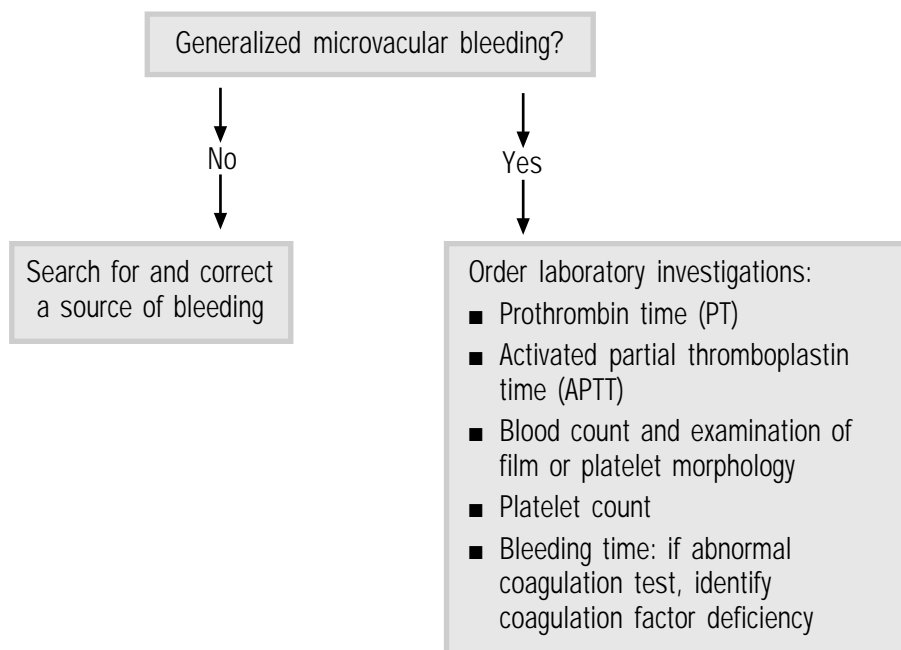 Generalized microvacular bleeding?
No
Yes
Search for and correct
a source of bleeding
Order laboratory investigations:
■ Prothrombin time (PT)
■ Activated partial thromboplastin
time (APTT)
■ Blood count and examination of
film or platelet morphology
■ Platelet count
■ Bleeding time: if abnormal
coagulation test, identify
coagulation factor deficiency